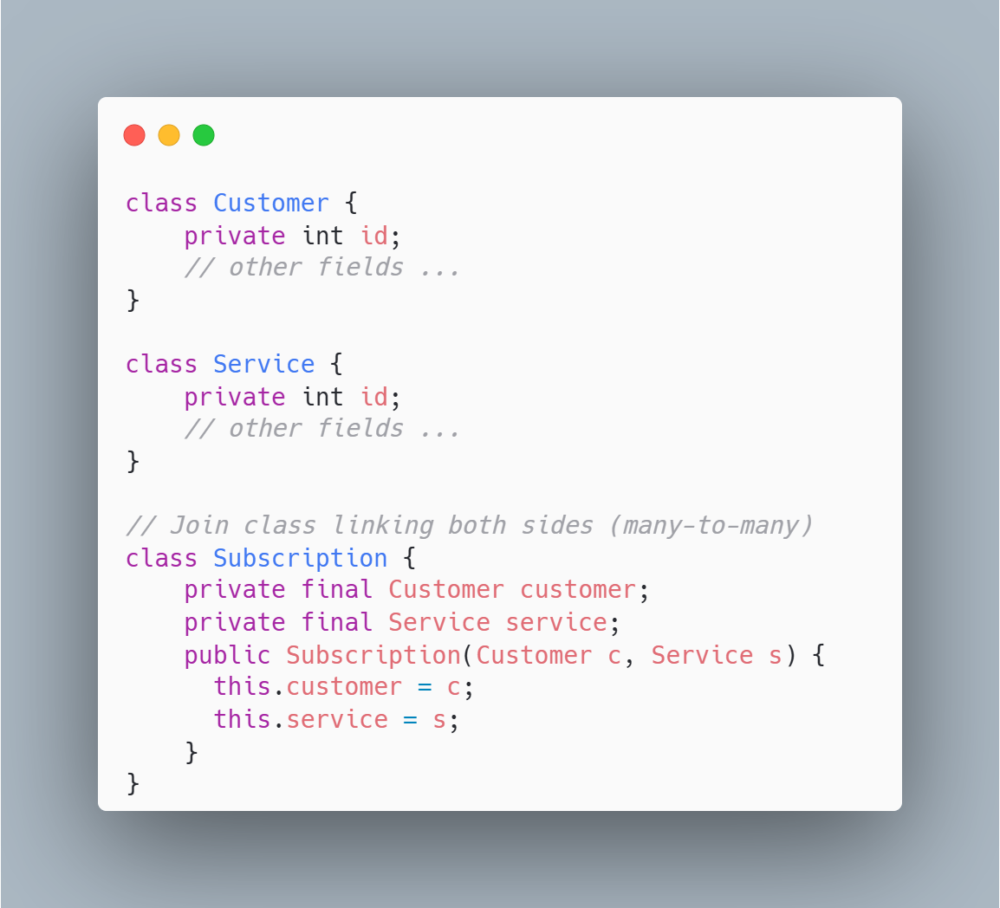 class Customer {
    private int id;
    // other fields ...
}

class Service {
    private int id;
    // other fields ...
}

// Join class linking both sides (many-to-many)
class Subscription {
    private final Customer customer;
    private final Service service;
    public Subscription(Customer c, Service s) {
      this.customer = c;
      this.service = s;
    }
}